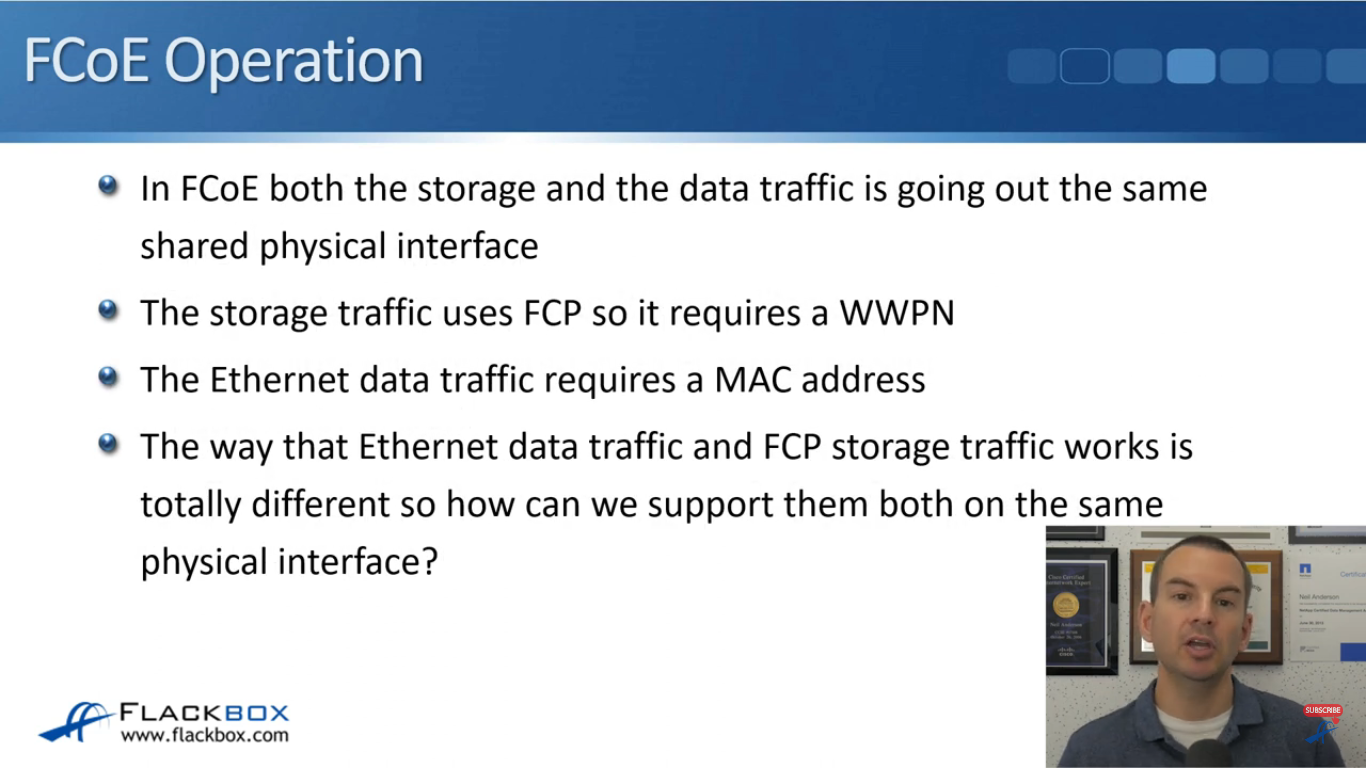 FCoE Operation
In FCoE both the storage and the data traffic is going out the same
shared physical interface
The storage traffic uses FCP so it requires a WWPN
The Ethernet data traffic requires a MAC address
The way that Ethernet data traffic and FCP storage traffic works is
totally different so how can we support them both on the same
physical interface?
FLACKBOX
www.flackbox.com
Neil Anderson
SUBSCRIBE